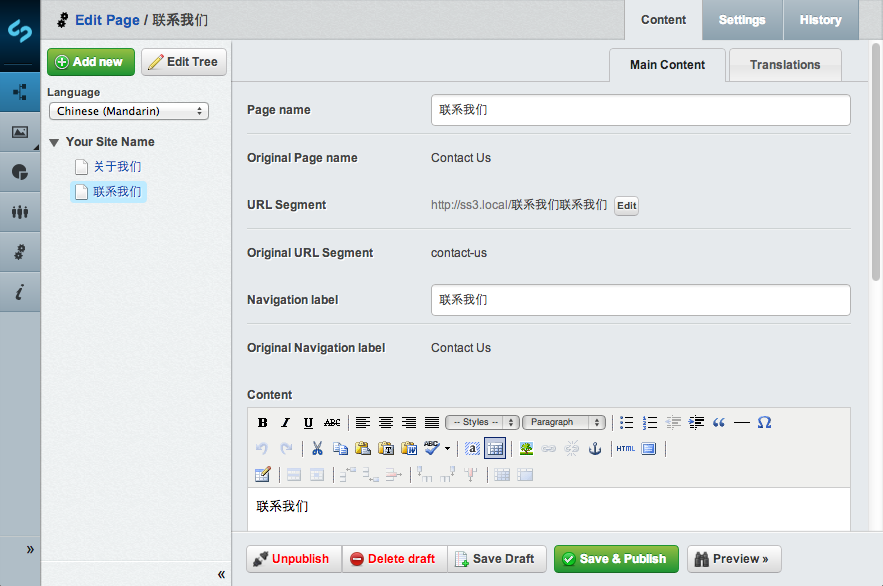 Edit Page / 联系我们
Content
Settings
History
Add new
Edit Tree
Language
Chinese (Mandarin)
Your Site Name
关于我们
联系我们
Main Content
Translations
Page name
联系我们
Original Page name
Contact Us
URL Segment
http://ss3.local/联系我们联系我们
Edit
Original URL Segment
contact-us
Navigation label
联系我们
Original Navigation label
Contact Us
Content
B I U ABC
-- Styles --
Paragraph
ABC
HTML
联系我们
Unpublish
Delete draft
Save Draft
Save & Publish
Preview »
»
«